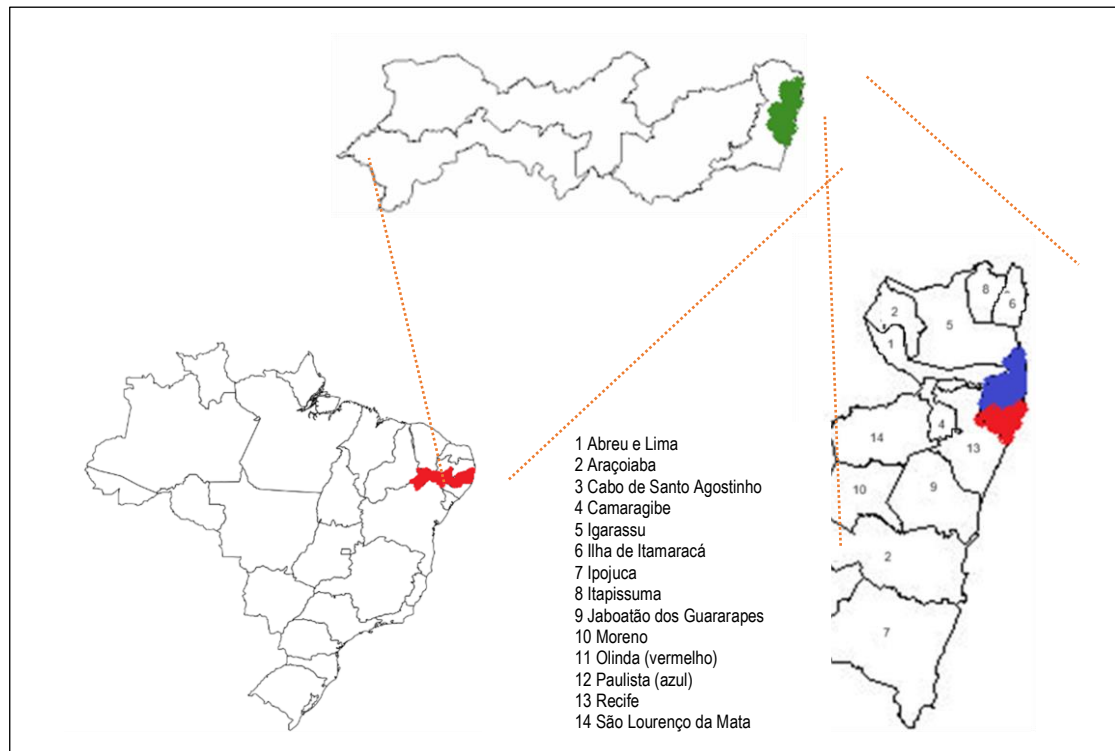 8
6
2
5
1
4
14
13
9
10
2
7
1 Abreu e Lima
2 Araçoiaba
3 Cabo de Santo Agostinho
4 Camaragibe
5 Igarassu
6 Ilha de Itamaracá
7 Ipojuca
8 Itapissuma
9 Jaboatão dos Guararapes
10 Moreno
11 Olinda (vermelho)
12 Paulista (azul)
13 Recife
14 São Lourenço da Mata